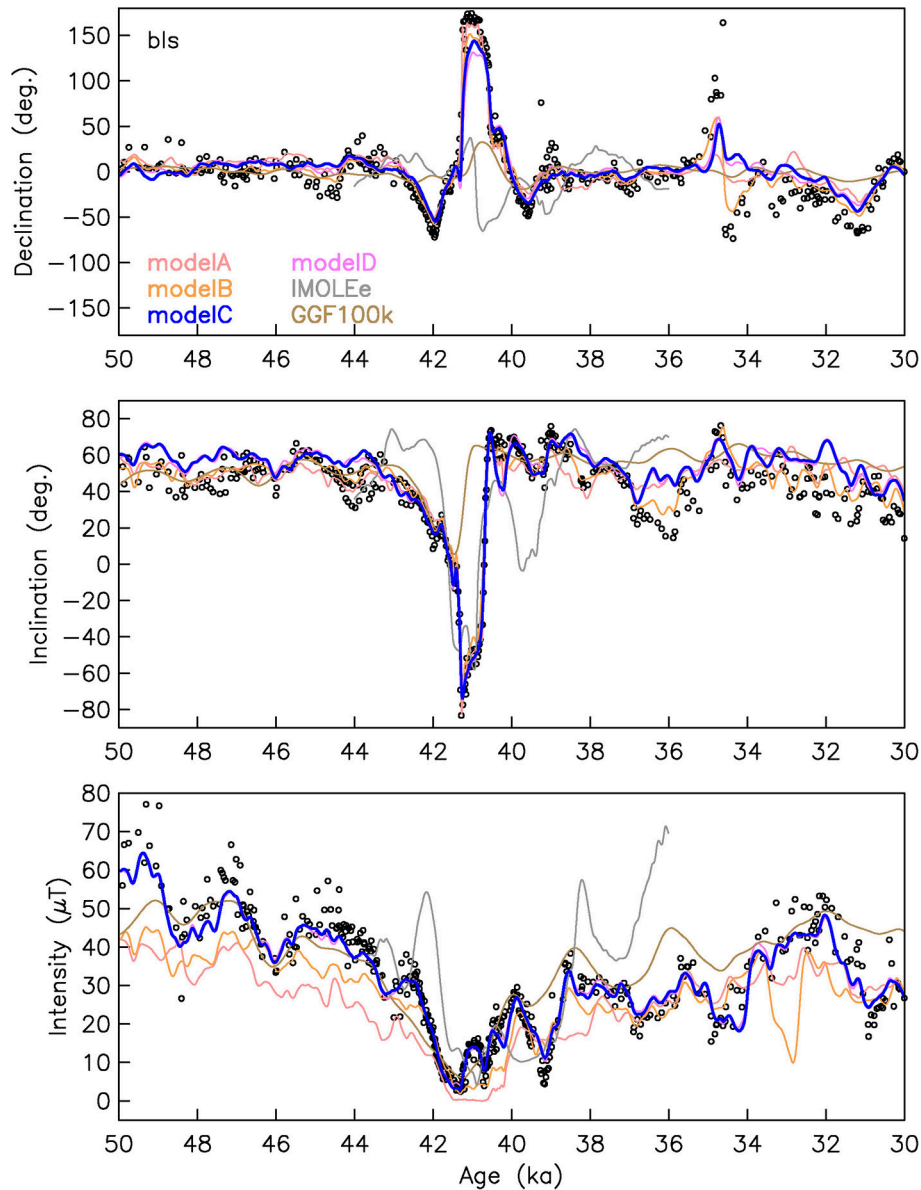 150
100
50
0
−50
−100
−150
Declination (deg.)
bls
modelA modelD
modelB IMOLEe
modelC GGF100k
50 48 46 44 42 40 38 36 34 32 30
80
60
40
20
0
−20
−40
−60
−80
Inclination (deg.)
50 48 46 44 42 40 38 36 34 32 30
80
70
60
50
40
30
20
10
0
Intensity (μT)
50 48 46 44 42 40 38 36 34 32 30
Age (ka)